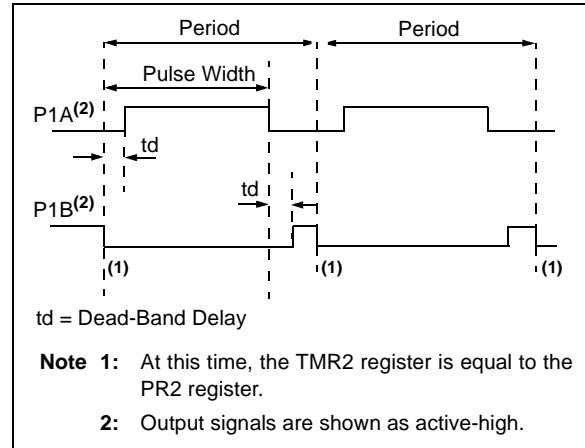 Period Period
Pulse Width
P1A(2)
td
td
P1B(2)
(1) (1) (1)
td = Dead-Band Delay
Note 1: At this time, the TMR2 register is equal to the
PR2 register.
2: Output signals are shown as active-high.